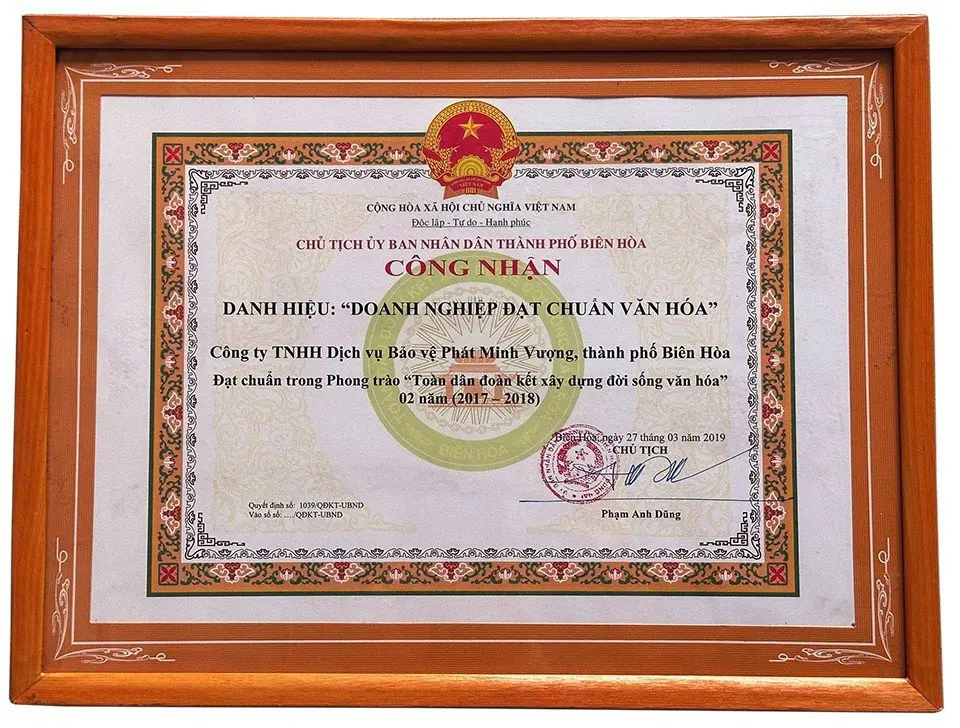 VIỆT NAM
CỘNG HÒA XÃ HỘI CHỦ NGHĨA VIỆT NAM
Độc lập - Tự do - Hạnh phúc
CHỦ TỊCH ỦY BAN NHÂN DÂN THÀNH PHỐ BIÊN HÒA
CÔNG NHẬN
DANH HIỆU: “DOANH NGHIỆP ĐẠT CHUẨN VĂN HÓA”
Công ty TNHH Dịch vụ Bảo vệ Phát Minh Vượng, thành phố Biên Hòa
Đạt chuẩn trong Phong trào “Toàn dân đoàn kết xây dựng đời sống văn hóa”
02 năm (2017 – 2018)
BIÊN HÒA
Biên Hòa, ngày 27 tháng 03 năm 2019
CHỦ TỊCH
Quyết định số: 1039/QĐKT-UBND
Vào sổ số: …./QĐKT-UBND
Phạm Anh Dũng